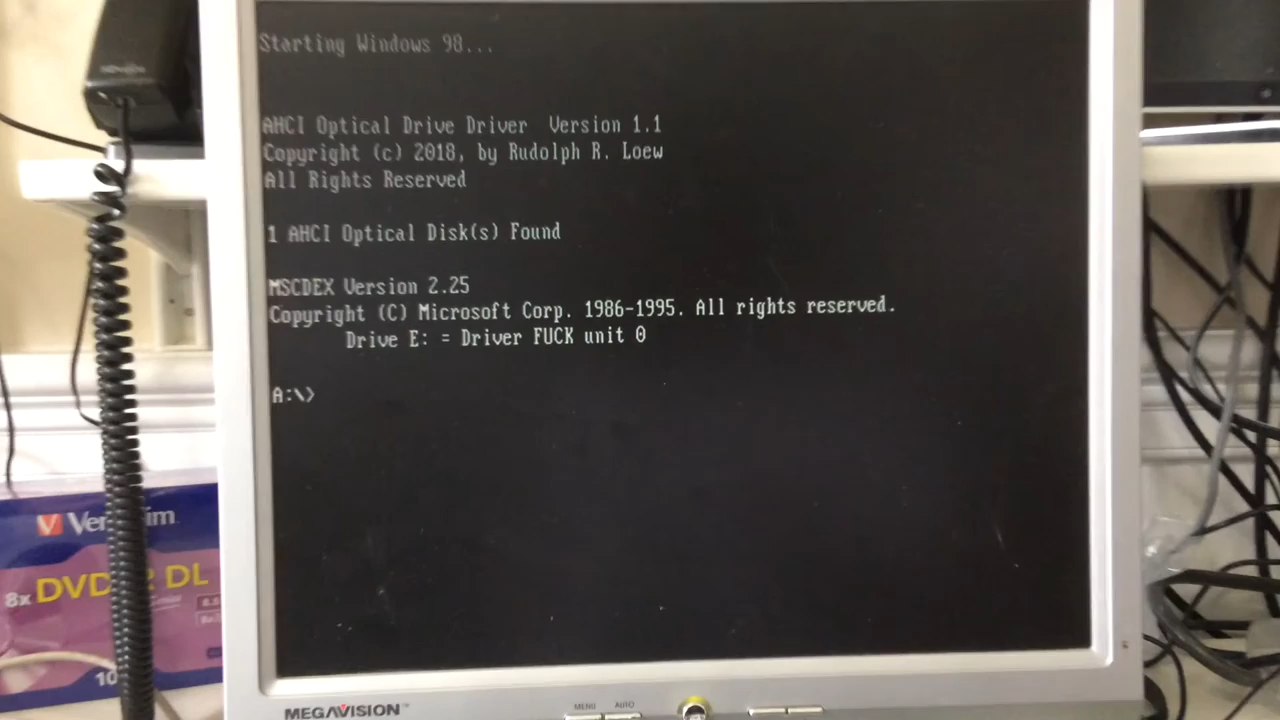 Starting Windows 98...
AHCI Optical Drive Driver  Version 1.1
Copyright (c) 2018, by Rudolph R. Loew
All Rights Reserved
1 AHCI Optical Disk(s) Found
MSCDEX Version 2.25
Copyright (C) Microsoft Corp. 1986-1995. All rights reserved.
Drive E: = Driver FUCK unit 0
A:\>
8x DVD
DL
10
MEGAVISION
MENU AUTO